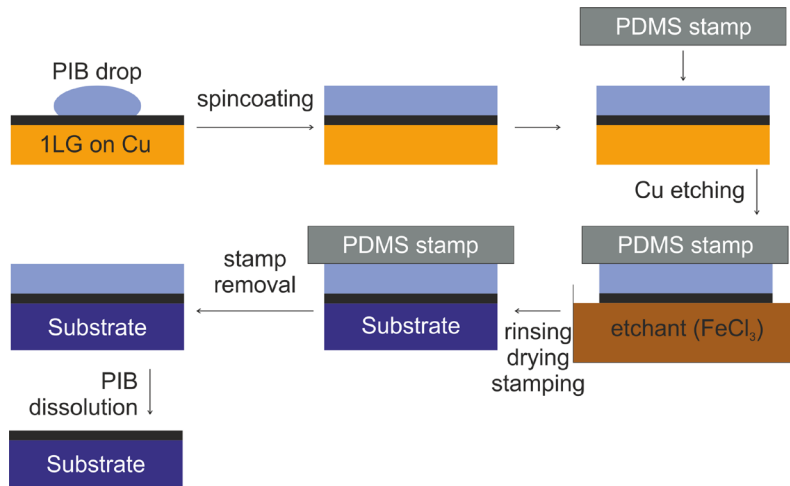 PDMS stamp
PIB drop
spincoating
1LG on Cu
Cu etching
PDMS stamp
PDMS stamp
stamp
removal
Substrate
Substrate
etchant (FeCl₃)
rinsing
drying
stamping
PIB
dissolution
Substrate